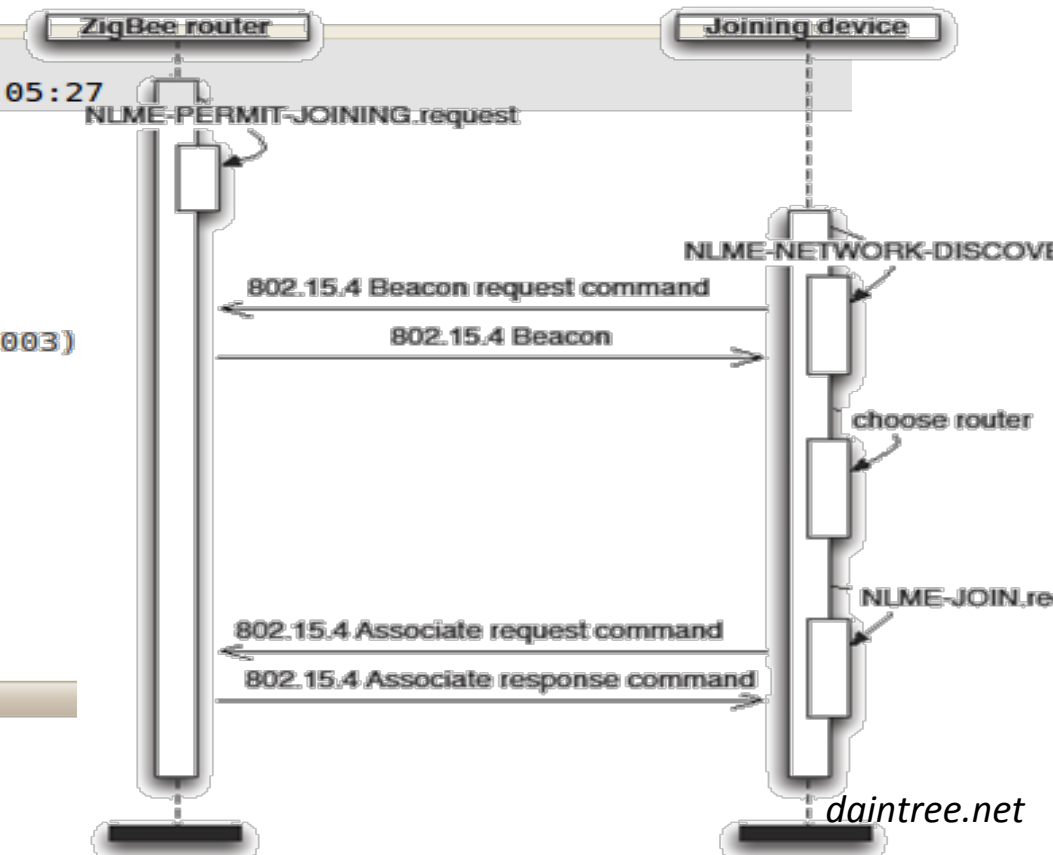 ZigBee router
Joining device
05:27
NLME-PERMIT-JOINING.request
NLME-NETWORK-DISCOVE
802.15.4 Beacon request command
802.15.4 Beacon
003)
choose router
NLME-JOIN.re
802.15.4 Associate request command
802.15.4 Associate response command
daintree.net